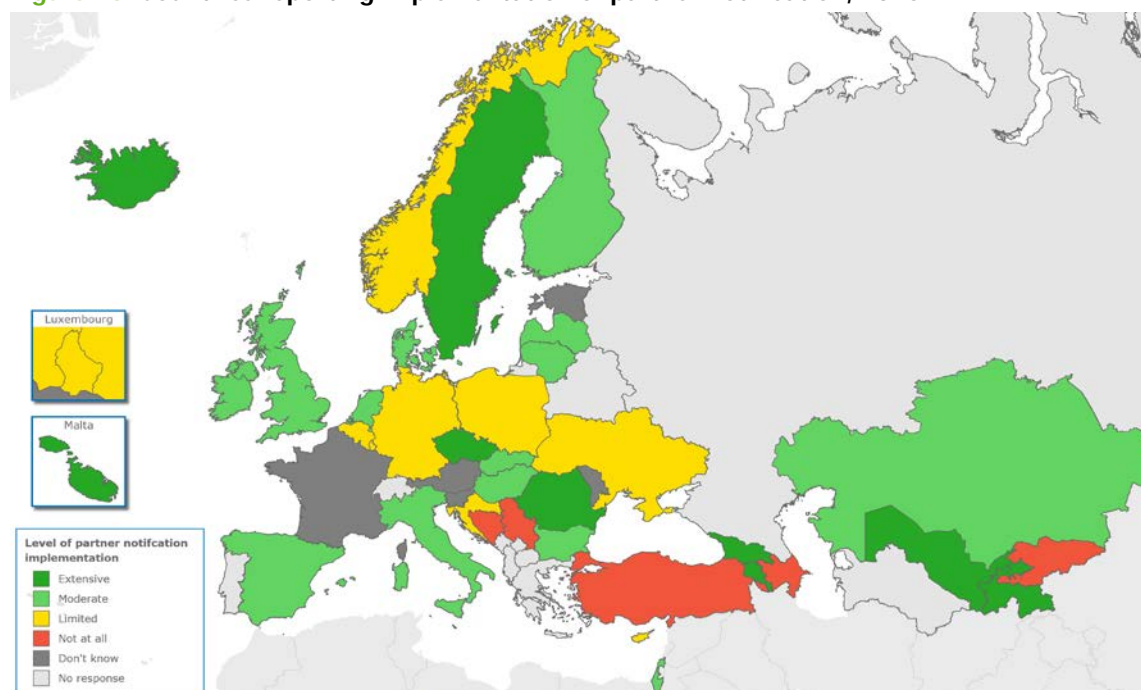 Luxembourg
Malta
Level of partner notifcation
implementation
Extensive
Moderate
Limited
Not at all
Don't know
No response